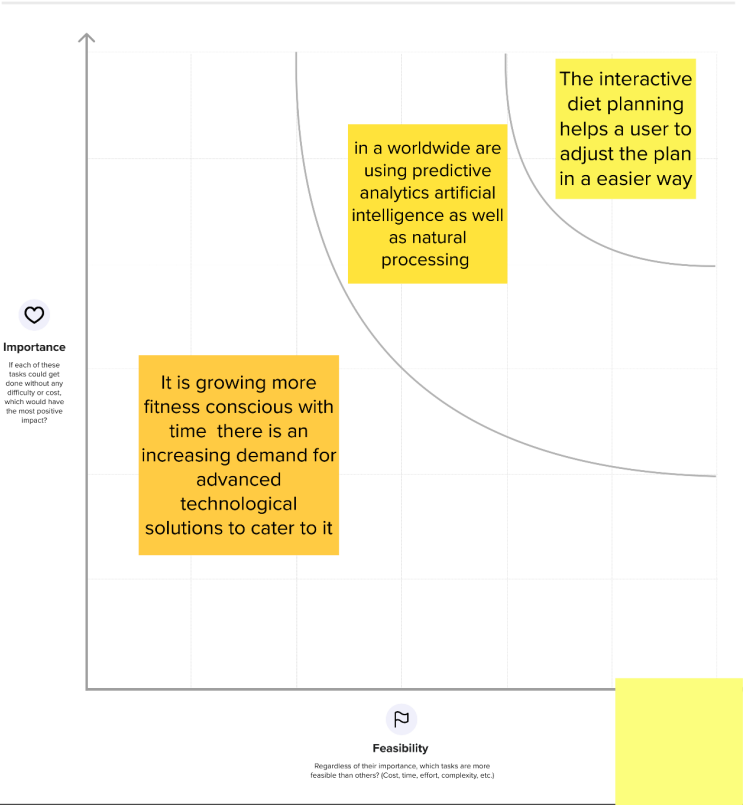 The interactive
diet planning
helps a user to
adjust the plan
in a easier way
in a worldwide are
using predictive
analytics artificial
intelligence as well
as natural
processing
Importance
If each of these
tasks could get
done without any
difficulty or cost,
which would have
the most positive
impact?
It is growing more
fitness conscious with
time there is an
increasing demand for
advanced
technological
solutions to cater to it
Feasibility
Regardless of their importance, which tasks are more
feasible than others? (Cost, time, effort, complexity, etc.)